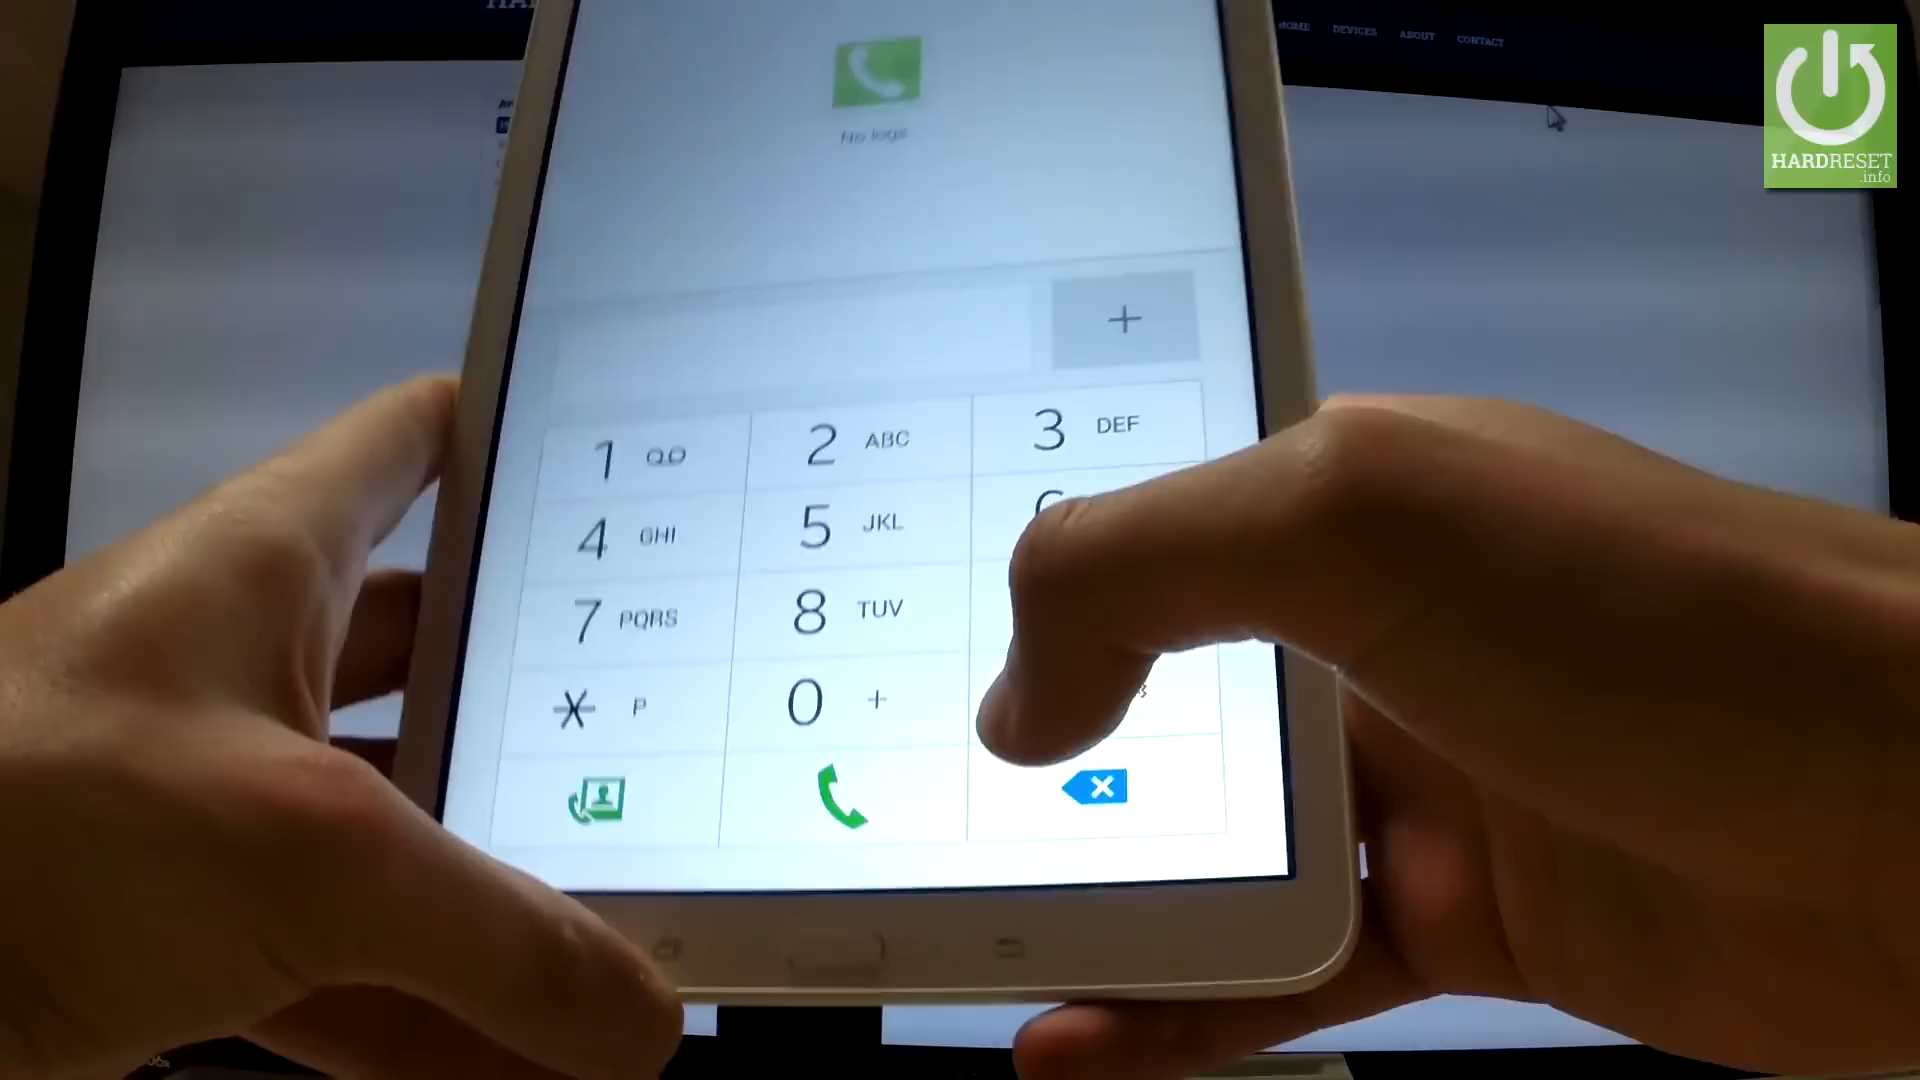 HAR
HOME DEVICES ABOUT CONTACT
HARDRESET
.info
No logs
+
1
2 ABC
3 DEF
4 GHI
5 JKL
7 PQRS
8 TUV
* P
0 +